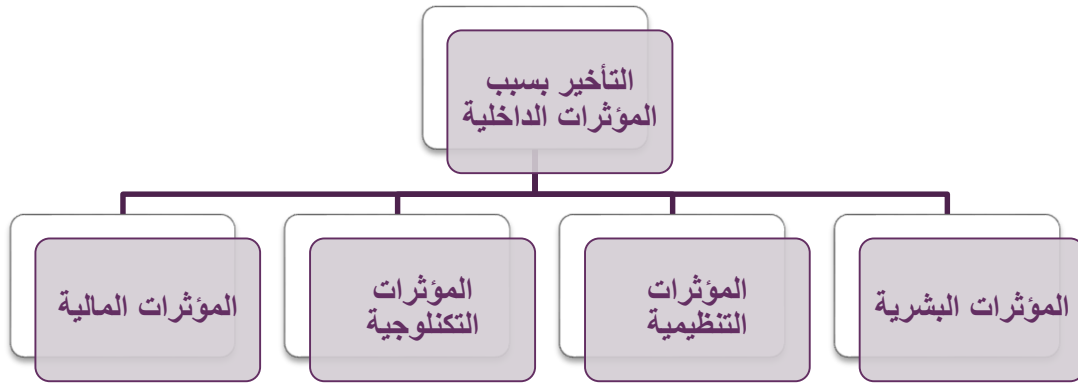 التأخير بسبب
المؤثرات الداخلية
المؤثرات البشرية
المؤثرات
التنظيمية
المؤثرات
التكنلوجية
المؤثرات المالية